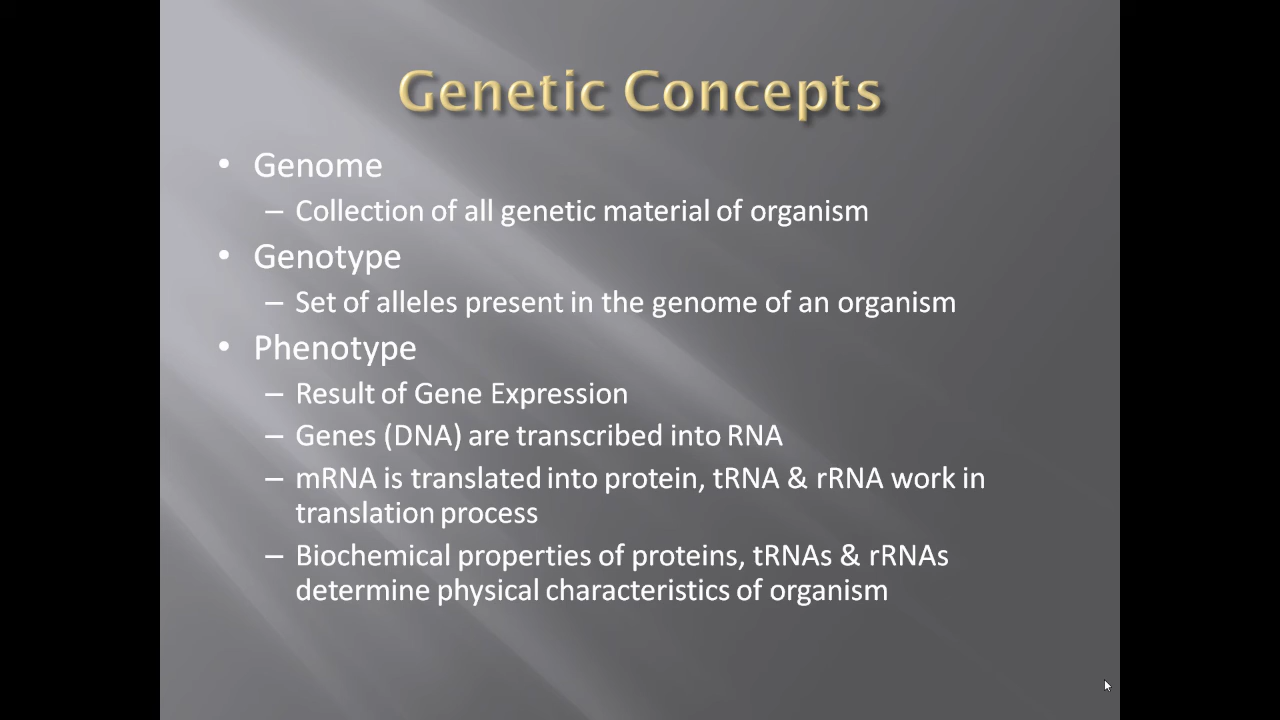 Genetic Concepts
• Genome
– Collection of all genetic material of organism
• Genotype
– Set of alleles present in the genome of an organism
• Phenotype
– Result of Gene Expression
– Genes (DNA) are transcribed into RNA
– mRNA is translated into protein, tRNA & rRNA work in
translation process
– Biochemical properties of proteins, tRNAs & rRNAs
determine physical characteristics of organism